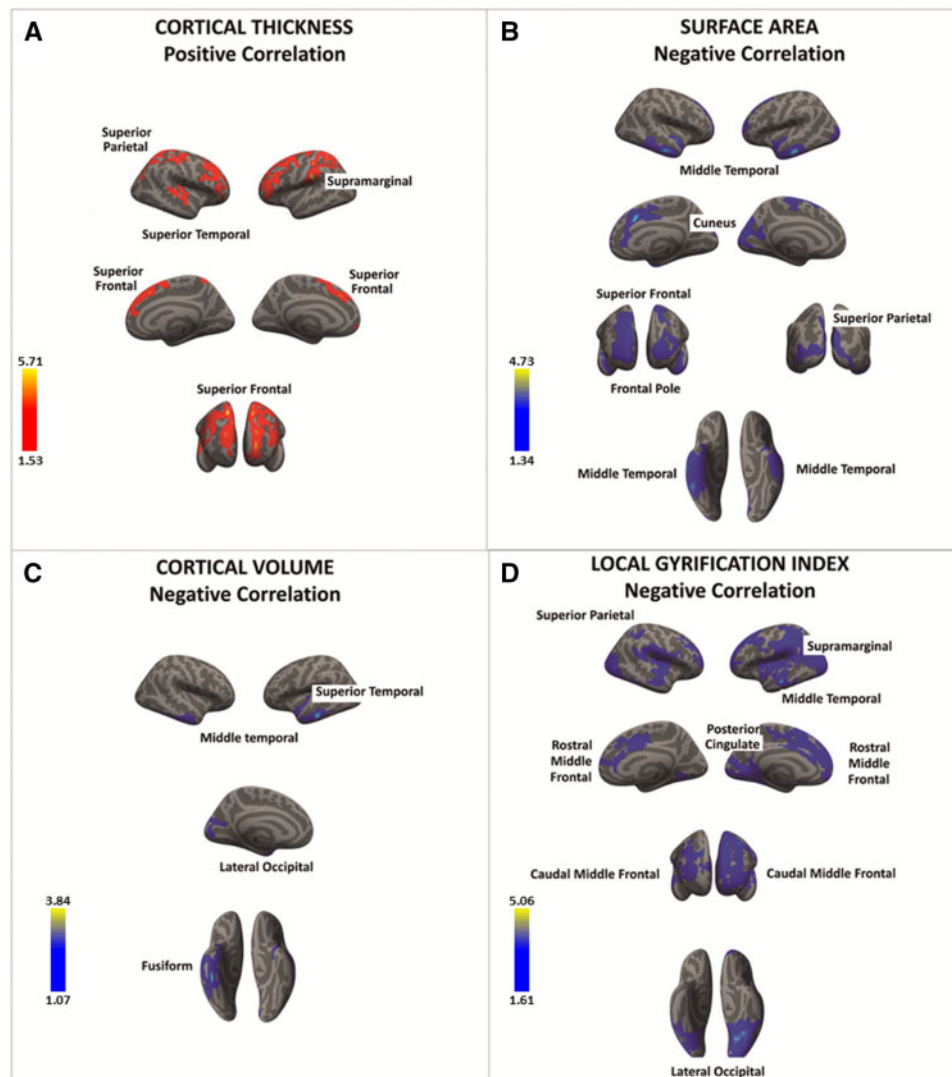 A
CORTICAL THICKNESS
Positive Correlation
Superior
Parietal
Supramarginal
Superior Temporal
Superior
Frontal
Superior
Frontal
5.71
1.53
Superior Frontal
B
SURFACE AREA
Negative Correlation
Middle Temporal
Cuneus
Superior Frontal
Superior Parietal
Frontal Pole
4.73
1.34
Middle Temporal
Middle Temporal
C
CORTICAL VOLUME
Negative Correlation
Superior Temporal
Middle temporal
Lateral Occipital
3.84
1.07
Fusiform
D
LOCAL GYRIFICATION INDEX
Negative Correlation
Superior Parietal
Supramarginal
Middle Temporal
Rostral
Middle
Frontal
Posterior
Cingulate
Rostral
Middle
Frontal
Caudal Middle Frontal
Caudal Middle Frontal
5.06
1.61
Lateral Occipital